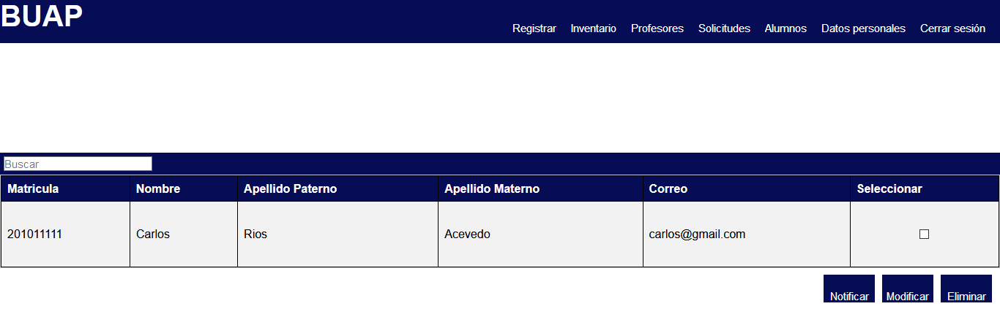 BUAP
Registrar Inventario Profesores Solicitudes Alumnos Datos personales Cerrar sesión
Buscar
Matricula Nombre Apellido Paterno Apellido Materno Correo Seleccionar
201011111 Carlos Rios Acevedo carlos@gmail.com
Notificar Modificar Eliminar